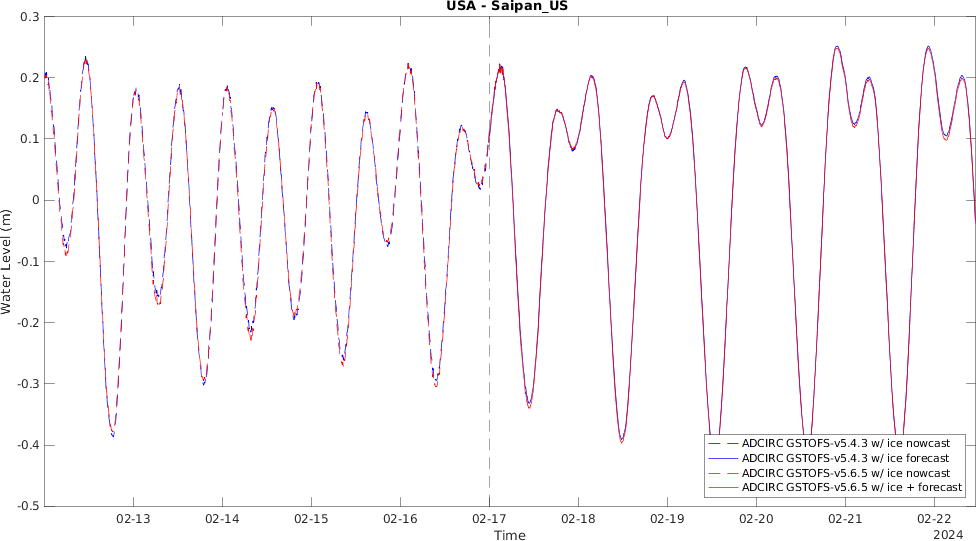 USA - Saipan_US
0.3
0.2
0.1
0
-0.1
-0.2
-0.3
-0.4
-0.5
Water Level (m)
ADCIRC GSTOFS-v5.4.3 w/ ice nowcast
ADCIRC GSTOFS-v5.4.3 w/ ice forecast
ADCIRC GSTOFS-v5.6.5 w/ ice nowcast
ADCIRC GSTOFS-v5.6.5 w/ ice + forecast
02-13 02-14 02-15 02-16 02-17 02-18 02-19 02-20 02-21 02-22
Time 2024